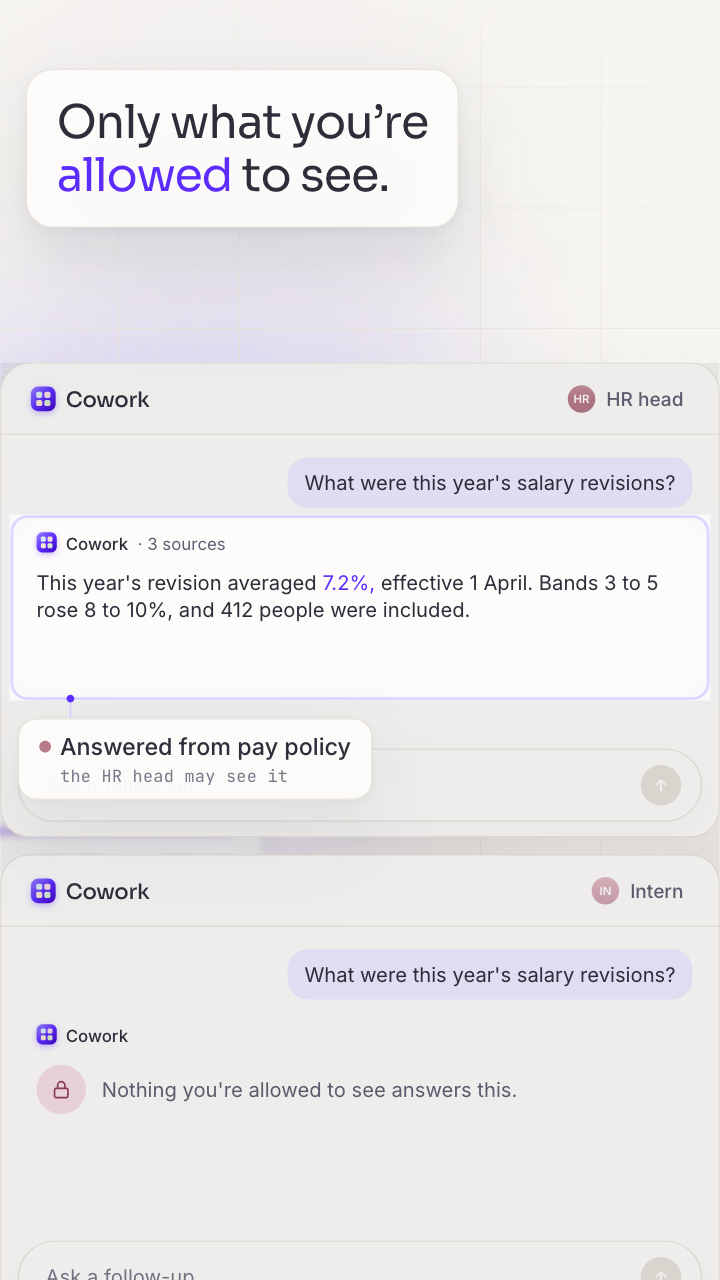 Only what you're
allowed to see.
Cowork
HR HR head
What were this year's salary revisions?
Cowork · 3 sources
This year's revision averaged 7.2%, effective 1 April. Bands 3 to 5
rose 8 to 10%, and 412 people were included.
Answered from pay policy
the HR head may see it
Cowork
IN Intern
What were this year's salary revisions?
Cowork
Nothing you're allowed to see answers this.
Ask a follow-up